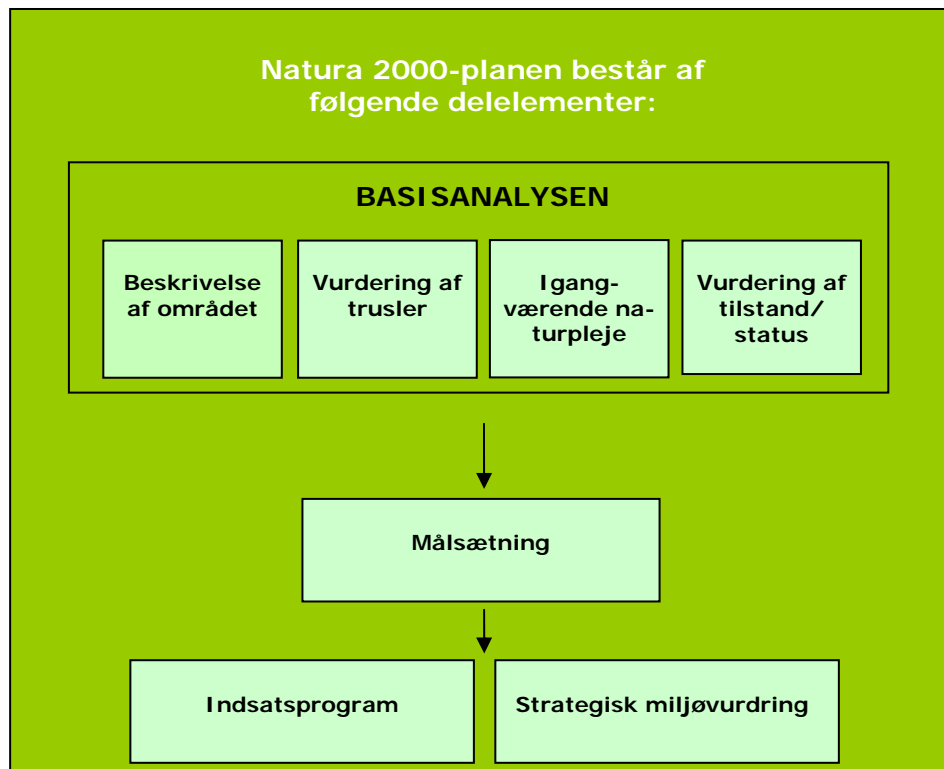 Natura 2000-planen består af
følgende delelementer:
BASISANALYSEN
Beskrivelse
af området
Vurdering af
trusler
Igang-
værende na-
turpleje
Vurdering af
tilstand/
status
Målsætning
Indsatsprogram
Strategisk miljøvurdring